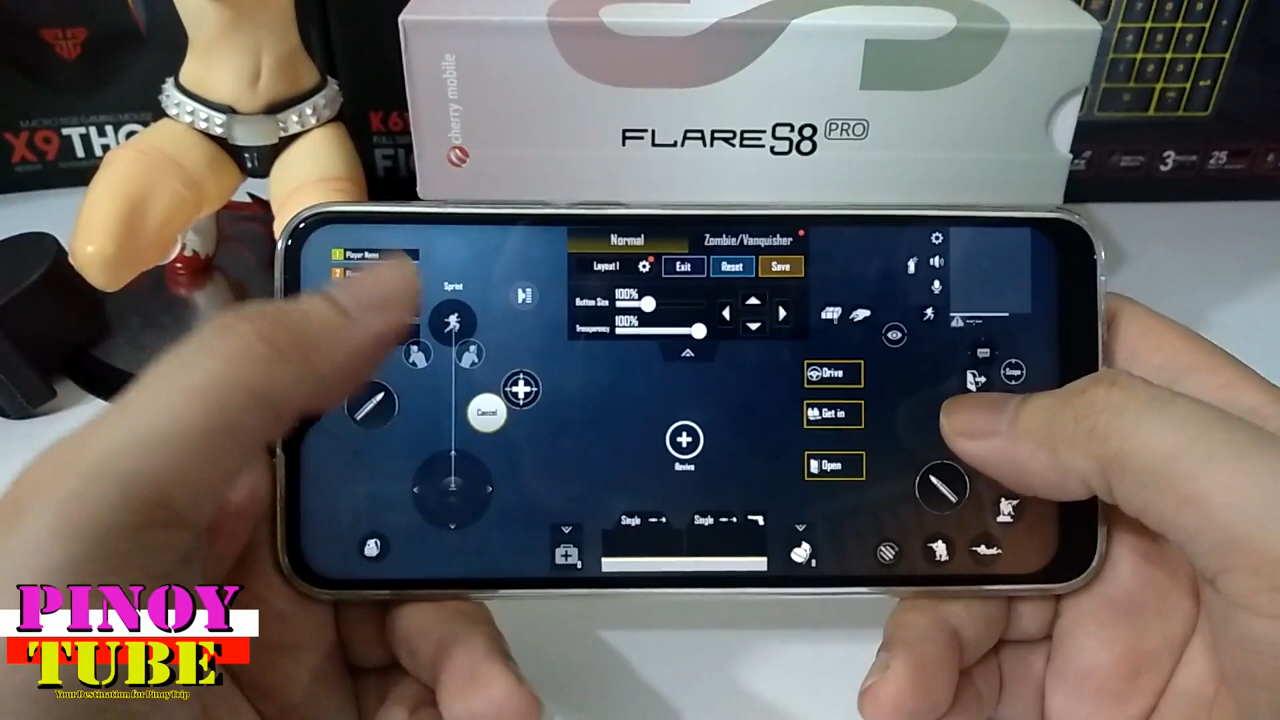 cherry mobile
FLARE S8 PRO
X9
Normal
Zombie/Vanquisher
Layout 1
Exit
Reset
Save
Button Size
100%
Transparency
100%
Player Name
Sprint
Cancel
Revive
Drive
Get in
Open
Scope
Single
Single
PINOY
TUBE
Your Destination for PinoyTrip